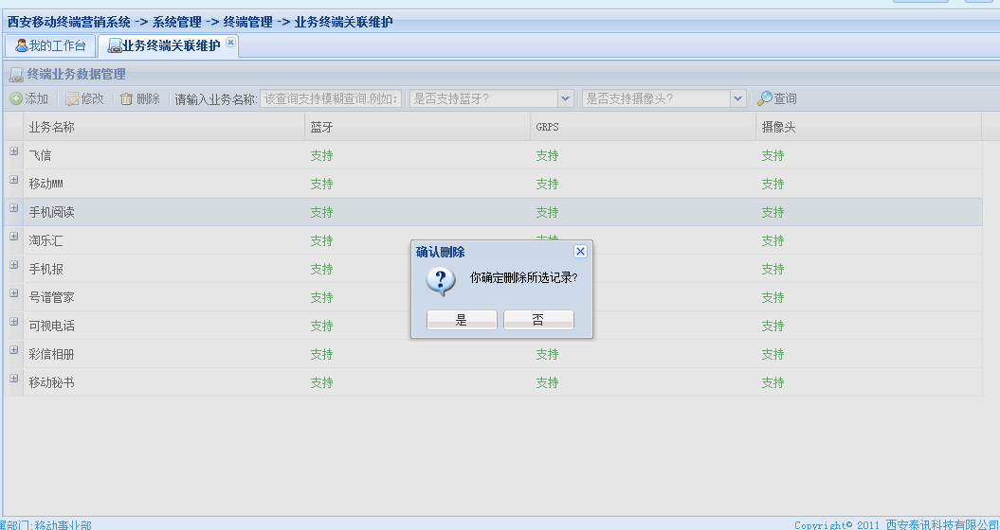 西安移动终端营销系统 -> 系统管理 -> 终端管理 -> 业务终端关联维护
我的工作台 业务终端关联维护
终端业务数据管理
添加 修改 删除 请输入业务名称: 该查询支持模糊查询.例如: 是否支持蓝牙? 是否支持摄像头? 查询
业务名称 蓝牙 GRPS 摄像头
飞信 支持 支持 支持
移动MM 支持 支持 支持
手机阅读 支持 支持 支持
淘乐汇 支持 支持 支持
手机报 支持 支持
号谱管家 支持 支持
可视电话 支持 支持
彩信相册 支持 支持 支持
移动秘书 支持 支持 支持
确认删除
你确定删除所选记录?
是 否
属部门:移动事业部 Copyright© 2011 西安泰讯科技有限公司